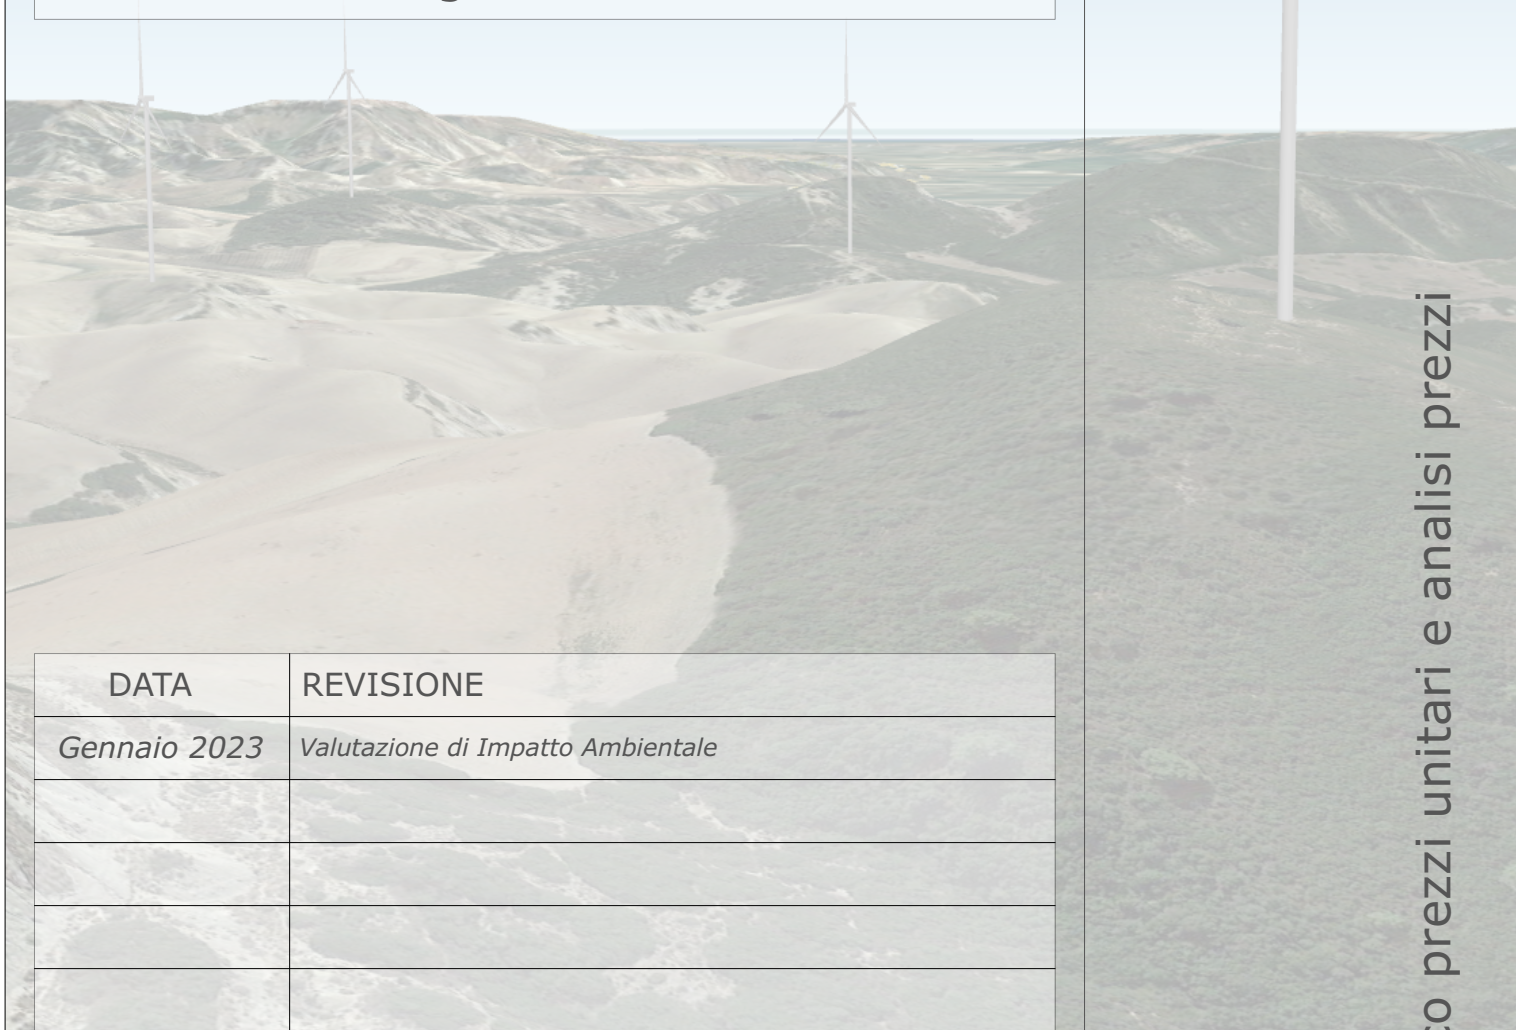 DATA REVISIONE
Gennaio 2023 Valutazione di Impatto Ambientale
prezzi unitari e analisi prezzi